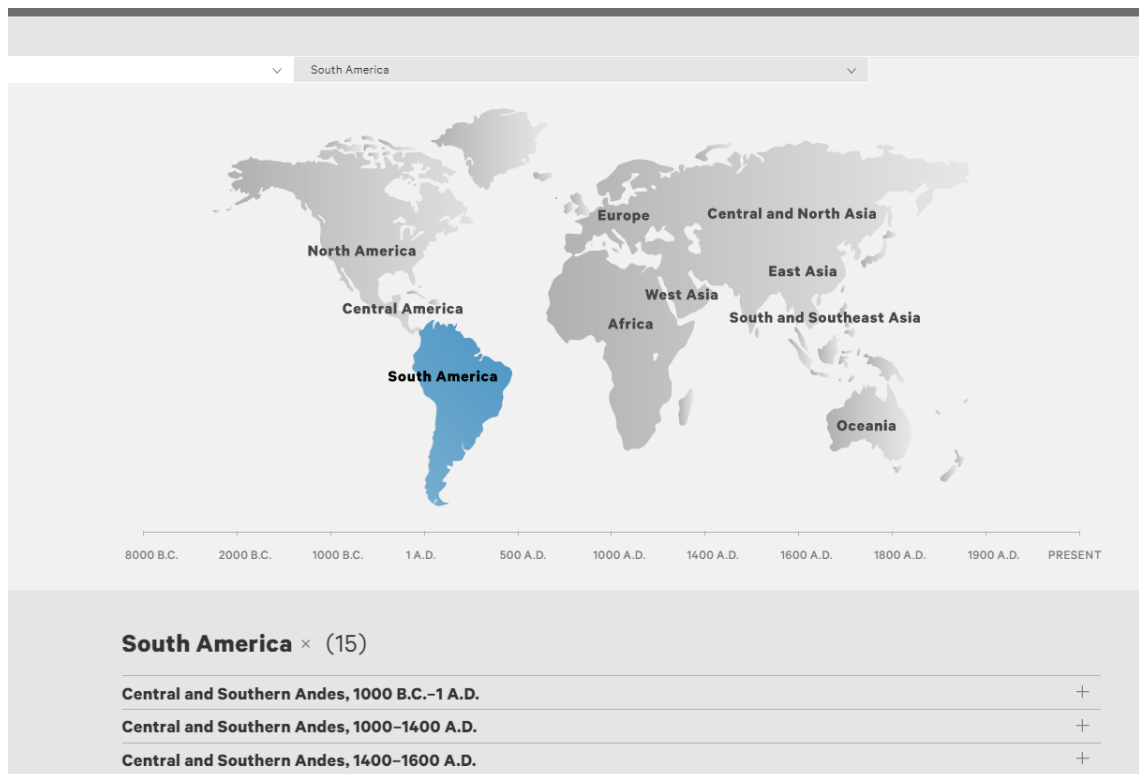 South America
Europe
Central and North Asia
North America
East Asia
West Asia
Central America
South and Southeast Asia
Africa
South America
Oceania
8000 B.C. 2000 B.C. 1000 B.C. 1 A.D. 500 A.D. 1000 A.D. 1400 A.D. 1600 A.D. 1800 A.D. 1900 A.D. PRESENT
South America × (15)
Central and Southern Andes, 1000 B.C.–1 A.D. +
Central and Southern Andes, 1000–1400 A.D. +
Central and Southern Andes, 1400–1600 A.D. +